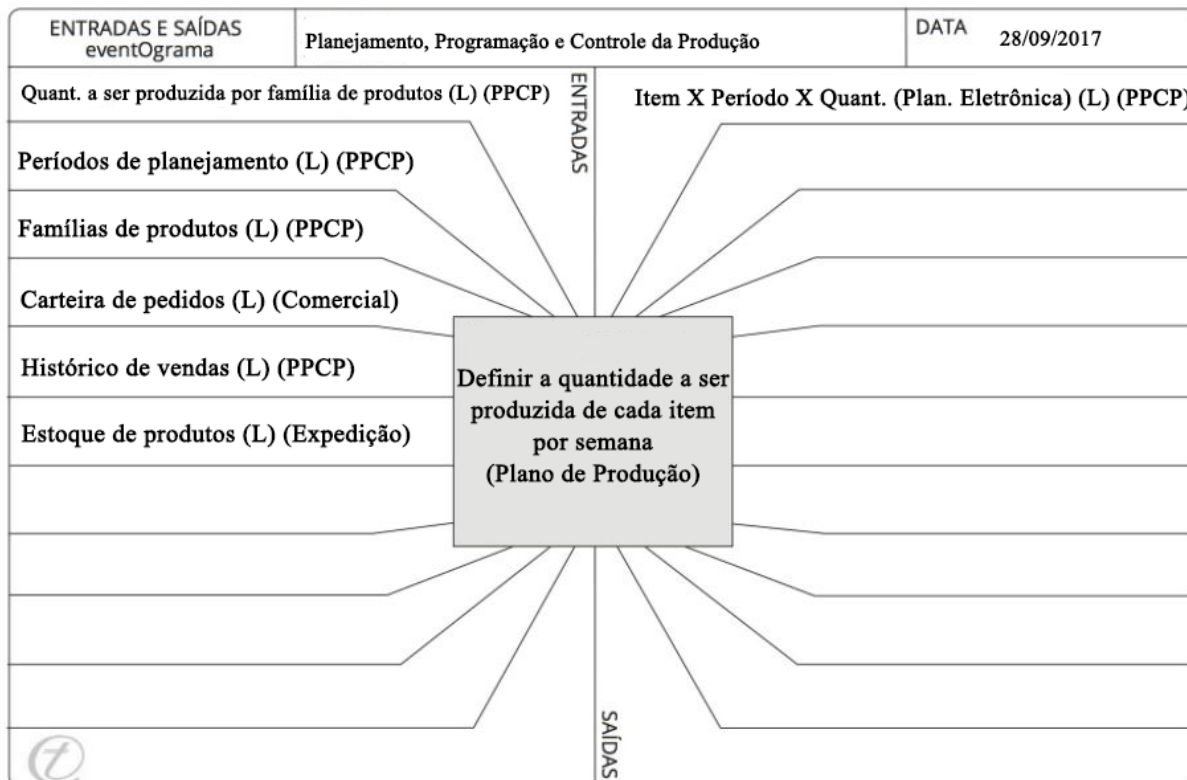 ENTRADAS E SAÍDAS
eventOgrama
Planejamento, Programação e Controle da Produção
DATA 28/09/2017
Quant. a ser produzida por família de produtos (L) (PPCP)
Períodos de planejamento (L) (PPCP)
Famílias de produtos (L) (PPCP)
Carteira de pedidos (L) (Comercial)
Histórico de vendas (L) (PPCP)
Estoque de produtos (L) (Expedição)
ENTRADAS
Item X Período X Quant. (Plan. Eletrônica) (L) (PPCP)
Definir a quantidade a ser
produzida de cada item
por semana
(Plano de Produção)
SAÍDAS